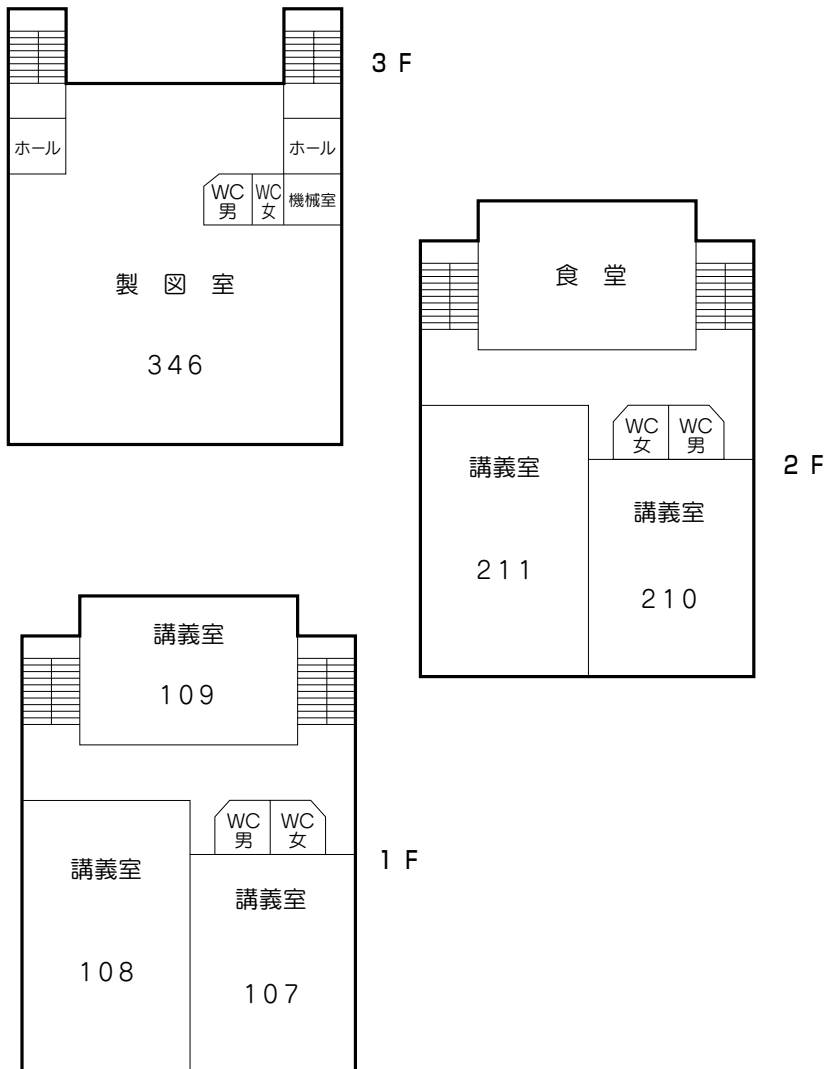 3 F
ホール
ホール
WC
男
WC
女
機械室
製 図 室
346
食 堂
WC
女
WC
男
2 F
講義室
211
講義室
210
講義室
109
WC
男
WC
女
1 F
講義室
108
講義室
107